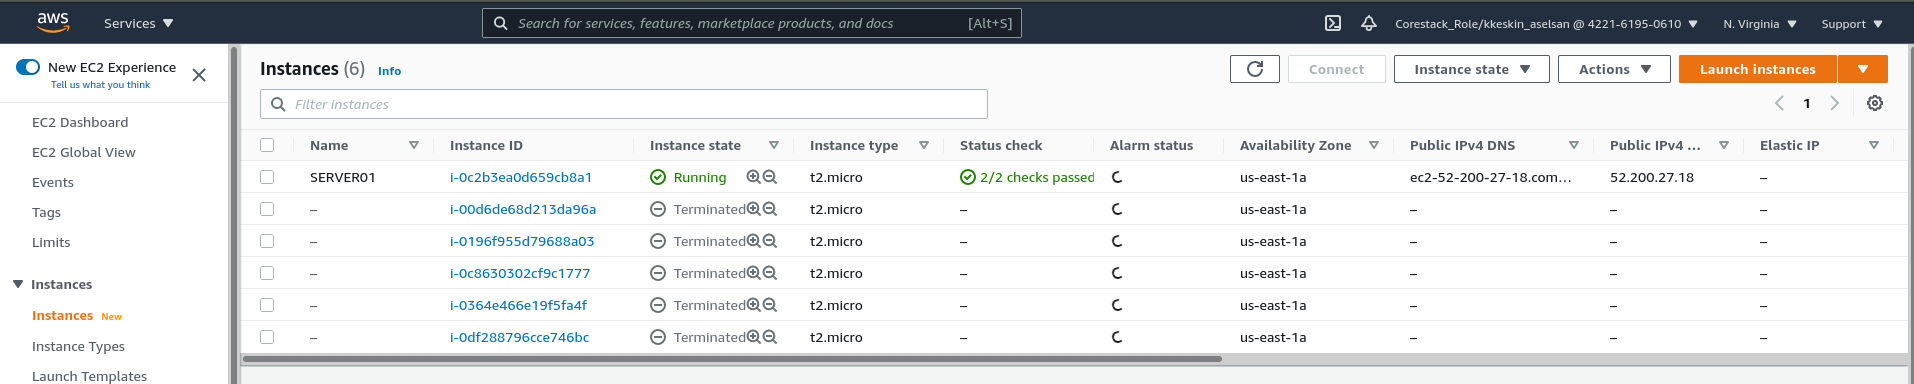 aws Services Search for services, features, marketplace products, and docs [Alt+S] Corestack_Role/kkeskin_aselsan @ 4221-6195-0610 N. Virginia Support
New EC2 Experience
Tell us what you think
EC2 Dashboard
EC2 Global View
Events
Tags
Limits
Instances
Instances New
Instance Types
Launch Templates
Instances (6) Info Connect Instance state Actions Launch instances
Filter instances 1
Name Instance ID Instance state Instance type Status check Alarm status Availability Zone Public IPv4 DNS Public IPv4 ... Elastic IP
SERVER01 i-0c2b3ea0d659cb8a1 Running t2.micro 2/2 checks passed us-east-1a ec2-52-200-27-18.com... 52.200.27.18 –
– i-00d6de68d213da96a Terminated t2.micro – us-east-1a – – –
– i-0196f955d79688a03 Terminated t2.micro – us-east-1a – – –
– i-0c8630302cf9c1777 Terminated t2.micro – us-east-1a – – –
– i-0364e466e19f5fa4f Terminated t2.micro – us-east-1a – – –
– i-0df288796cce746bc Terminated t2.micro – us-east-1a – – –